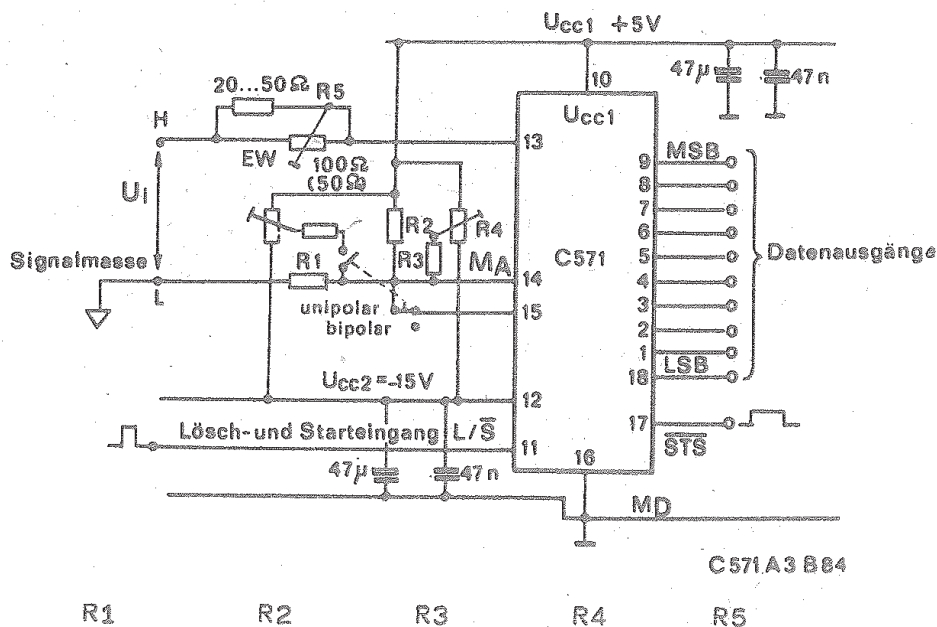 Ucc1 +5V
47µ
47n
10
20...50Ω R5
Ucc1
H
13
EW
100Ω
(50Ω)
MSB
9
8
7
6
5
4
3
2
1
LSB
18
UI
R2
R4
R3
MA
C571
Datenausgänge
Signalmasse
R1
14
L
unipolar
bipolar
15
Ucc2=-15V
12
17
STS
Lösch-und Starteingang L/S
11
16
47µ
47n
MD
C571 A3 B84
R1 R2 R3 R4 R5